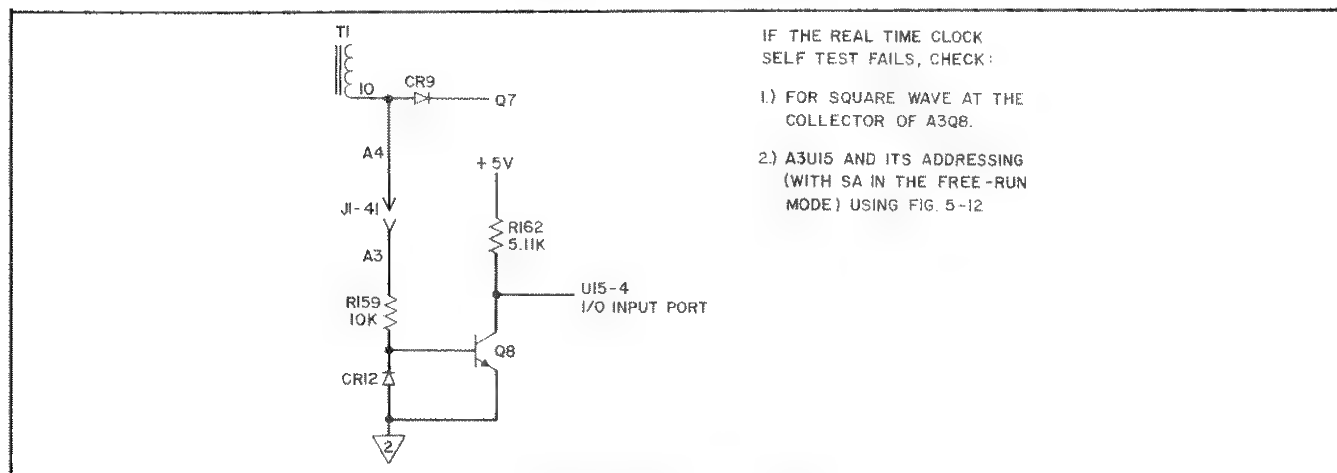 T1
10
CR9
Q7
A4
+5V
J1-41
R162
5.11K
A3
U15-4
I/O INPUT PORT
R159
10K
Q8
CR12
2
IF THE REAL TIME CLOCK
SELF TEST FAILS, CHECK:
1.) FOR SQUARE WAVE AT THE
COLLECTOR OF A3Q8.
2.) A3U15 AND ITS ADDRESSING
(WITH SA IN THE FREE-RUN
MODE) USING FIG. 5-12